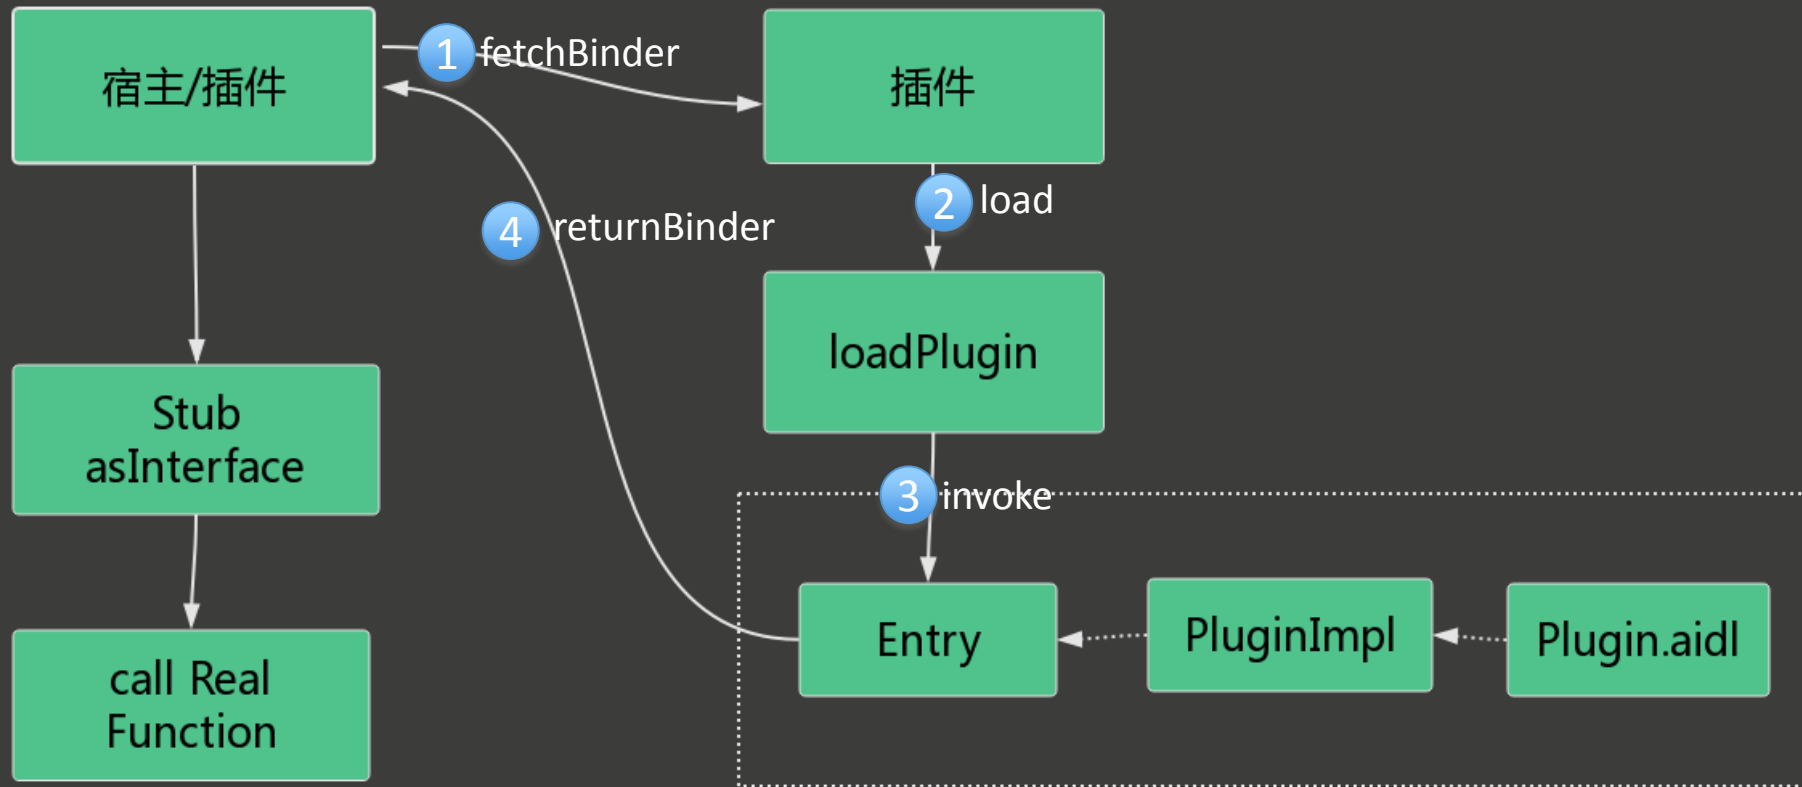 宿主/插件
1
fetchBinder
插件
2
load
4
returnBinder
loadPlugin
Stub
asInterface
3
invoke
Entry
PluginImpl
Plugin.aidl
call Real
Function